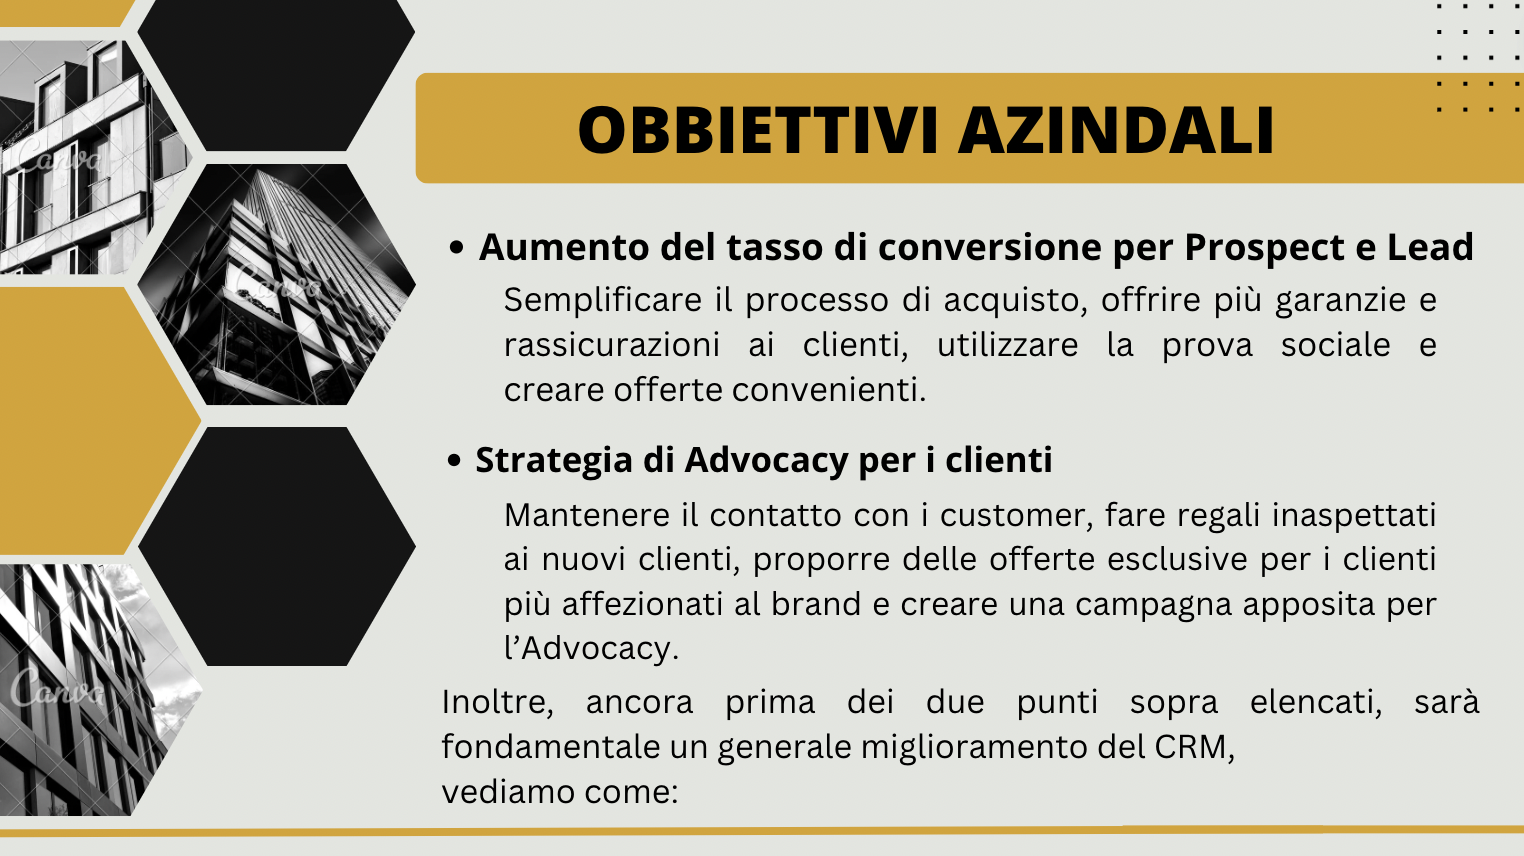 OBBIETTIVI AZINDALI
• Aumento del tasso di conversione per Prospect e Lead
Semplificare il processo di acquisto, offrire più garanzie e
rassicurazioni ai clienti, utilizzare la prova sociale e
creare offerte convenienti.
• Strategia di Advocacy per i clienti
Mantenere il contatto con i customer, fare regali inaspettati
ai nuovi clienti, proporre delle offerte esclusive per i clienti
più affezionati al brand e creare una campagna apposita per
l’Advocacy.
Inoltre, ancora prima dei due punti sopra elencati, sarà
fondamentale un generale miglioramento del CRM,
vediamo come:
Canva
Canva
Canva